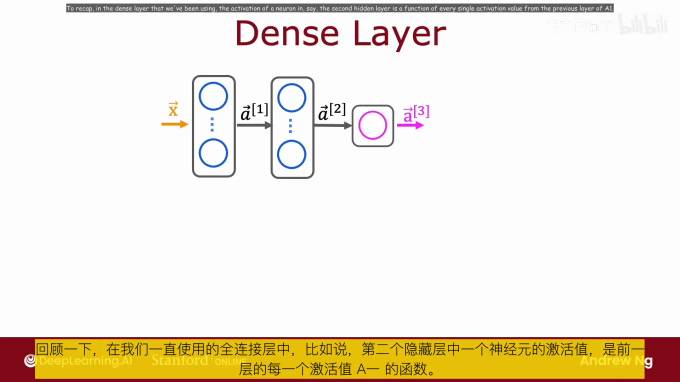 To recap, in the dense layer that we've been using, the activation of a neuron in, say, the second hidden layer is a function of every single activation value from the previous layer of A1.
bilibili
Dense Layer
x⃗
a⃗[1]
a⃗[2]
a⃗[3]
回顾一下，在我们一直使用的全连接层中，比如说，第二个隐藏层中一个神经元的激活值，是前一
层的每一个激活值 A一 的函数。
DeepLearning.AI Stanford ONLINE Andrew Ng